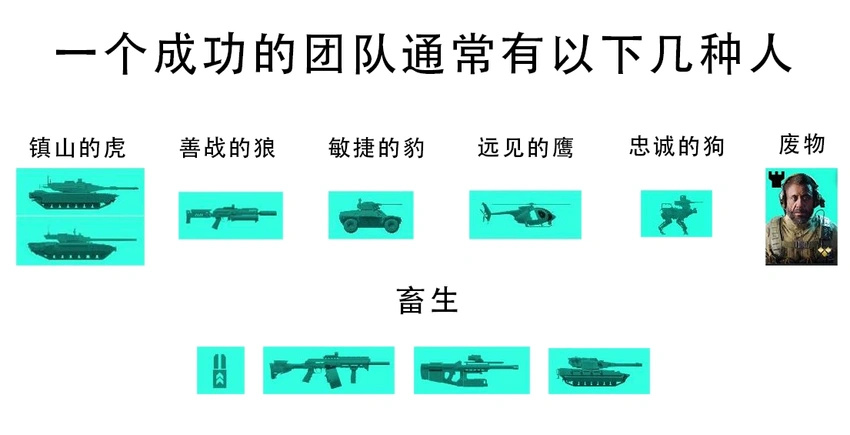 一个成功的团队通常有以下几种人
镇山的虎 善战的狼 敏捷的豹 远见的鹰 忠诚的狗 废物
畜生